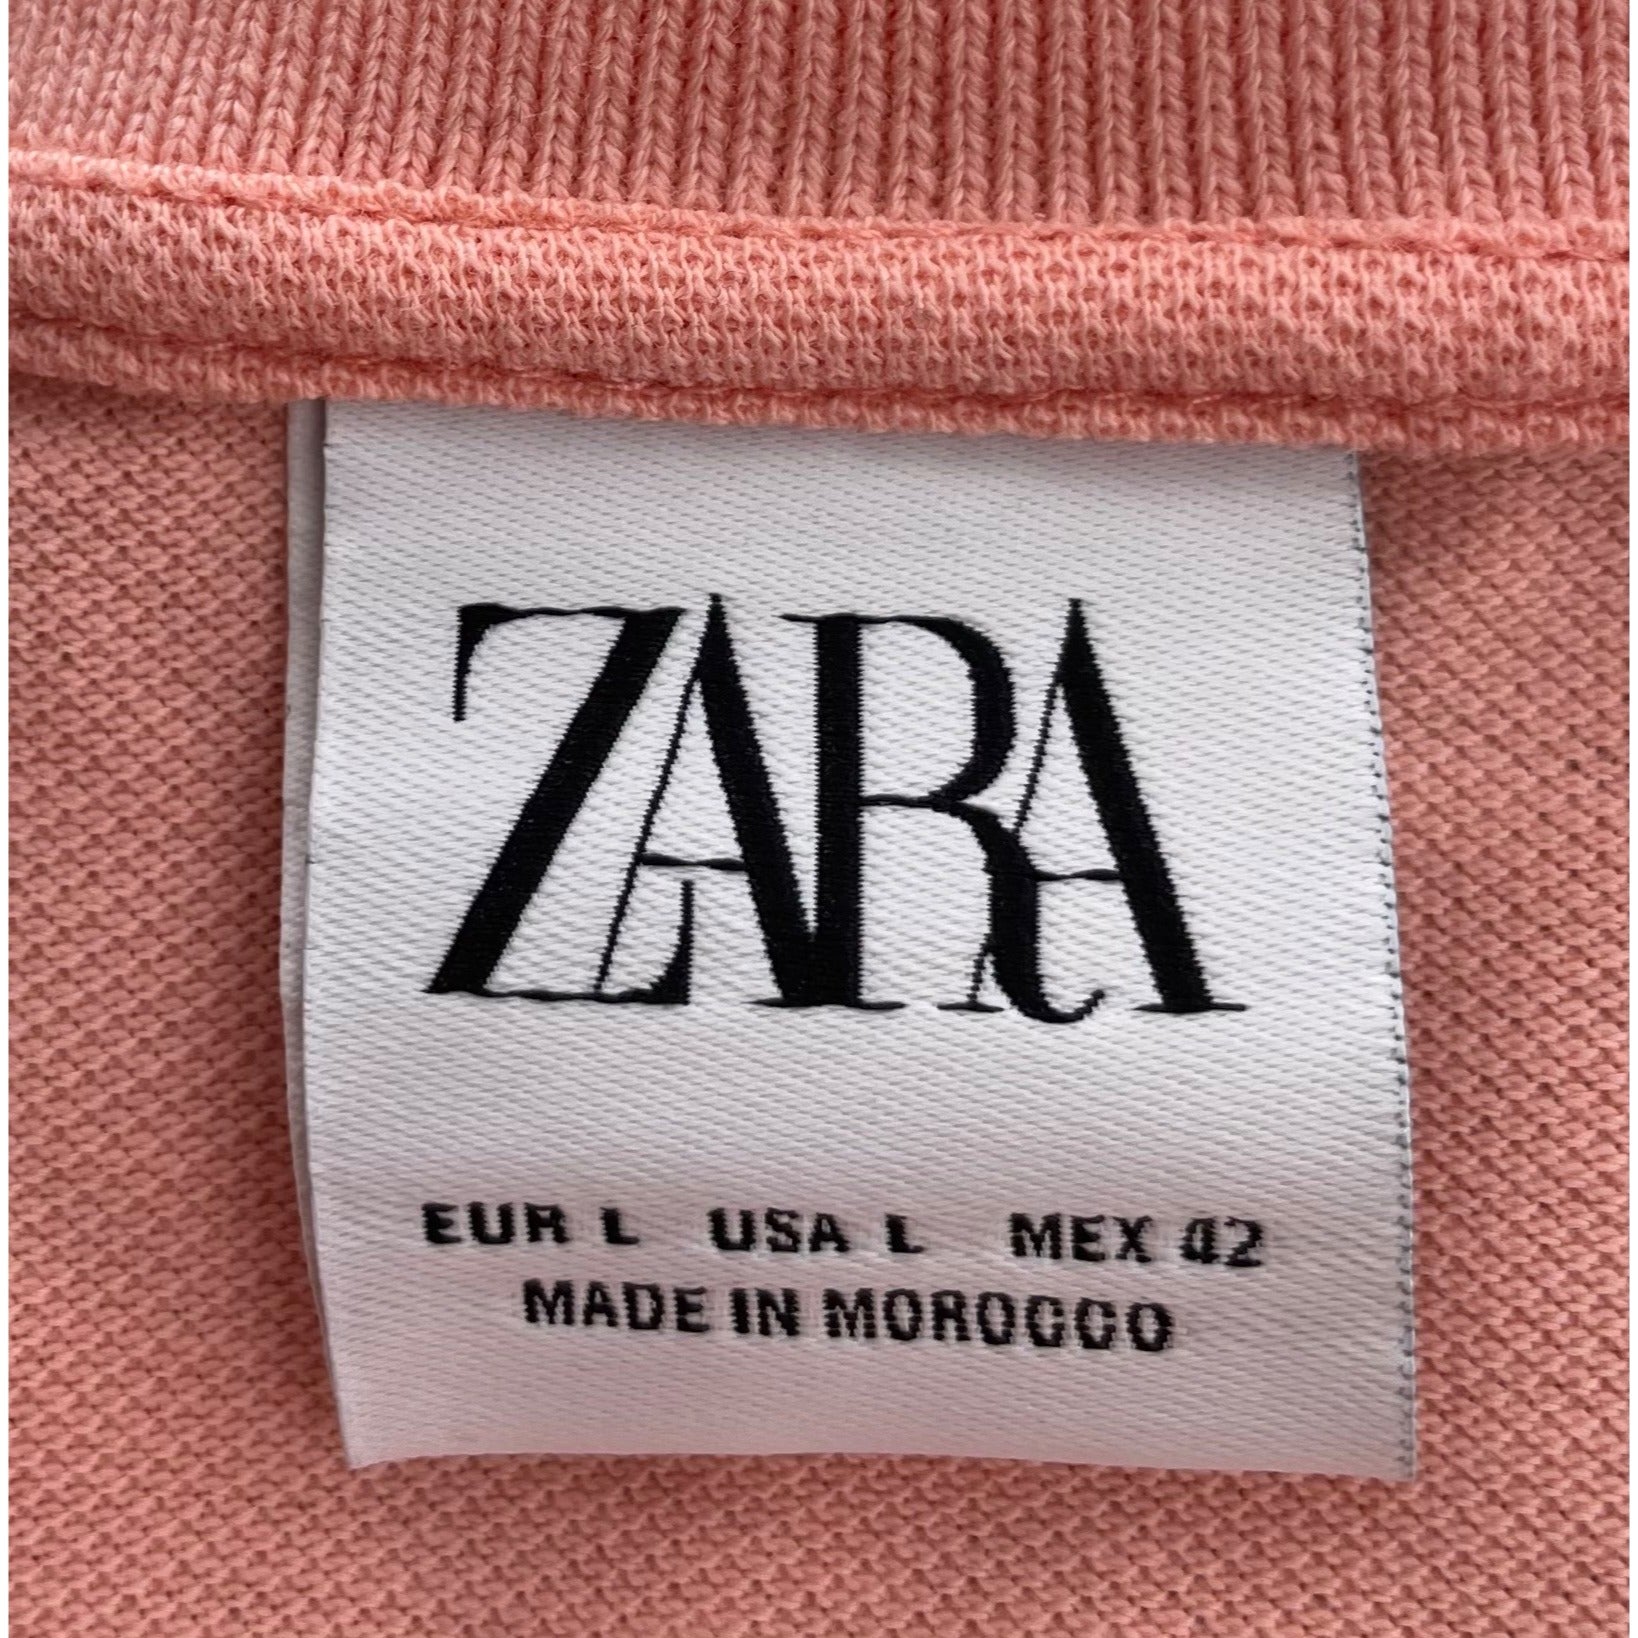 ZARA
EUR L USA L MEX 42
MADE IN MOROCCO